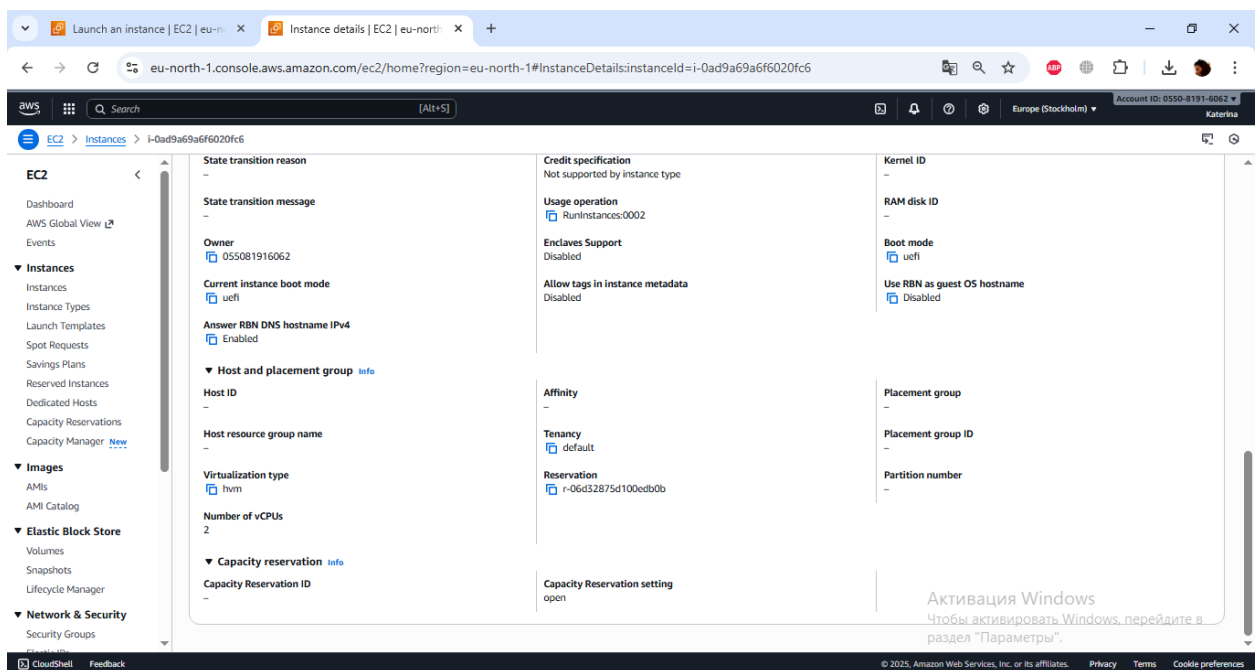 Launch an instance | EC2 | eu-n
Instance details | EC2 | eu-north
eu-north-1.console.aws.amazon.com/ec2/home?region=eu-north-1#InstanceDetails:instanceId=i-0ad9a69a6f6020fc6
ABP
aws
Search
[Alt+S]
Europe (Stockholm)
Account ID: 0550-8191-6062
Katerina
EC2 > Instances > i-0ad9a69a6f6020fc6
EC2
Dashboard
AWS Global View
Events
Instances
Instances
Instance Types
Launch Templates
Spot Requests
Savings Plans
Reserved Instances
Dedicated Hosts
Capacity Reservations
Capacity Manager New
Images
AMIs
AMI Catalog
Elastic Block Store
Volumes
Snapshots
Lifecycle Manager
Network & Security
Security Groups
State transition reason
–
Credit specification
Not supported by instance type
Kernel ID
–
State transition message
–
Usage operation
RunInstances:0002
RAM disk ID
–
Owner
055081916062
Enclaves Support
Disabled
Boot mode
uefi
Current instance boot mode
uefi
Allow tags in instance metadata
Disabled
Use RBN as guest OS hostname
Disabled
Answer RBN DNS hostname IPv4
Enabled
Host and placement group Info
Host ID
–
Affinity
–
Placement group
–
Host resource group name
–
Tenancy
default
Placement group ID
–
Virtualization type
hvm
Reservation
r-06d32875d100edb0b
Partition number
–
Number of vCPUs
2
Capacity reservation Info
Capacity Reservation ID
–
Capacity Reservation setting
open
Активация Windows
Чтобы активировать Windows, перейдите в
раздел "Параметры".
CloudShell
Feedback
© 2025, Amazon Web Services, Inc. or its affiliates.
Privacy
Terms
Cookie preferences